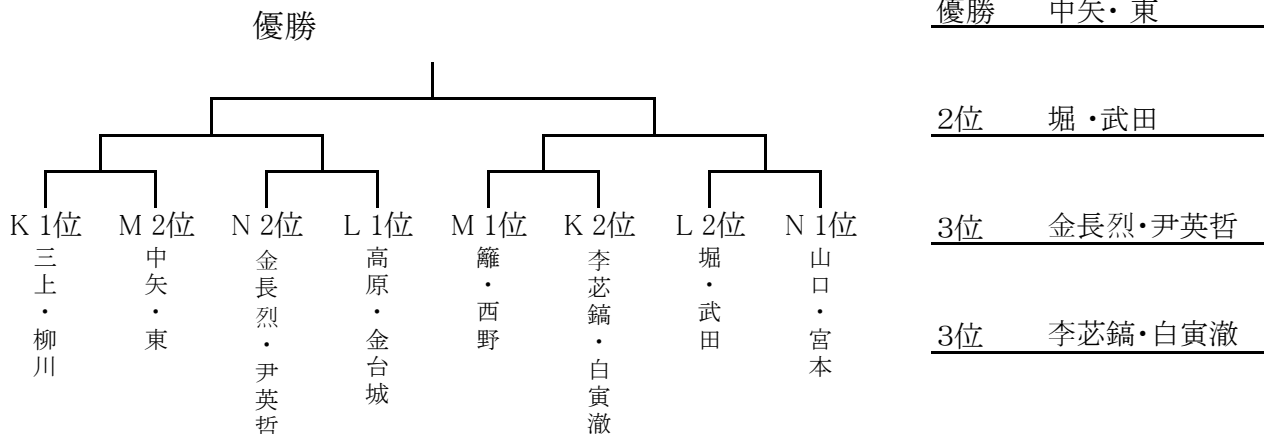 優勝
優勝 中矢・東
2位 堀・武田
3位 金長烈・尹英哲
3位 李苾鎬・白寅澈
K 1位
M 2位
N 2位
L 1位
M 1位
K 2位
L 2位
N 1位
三上・柳川
中矢・東
金長烈・尹英哲
高原・金台城
籬・西野
李苾鎬・白寅澈
堀・武田
山口・宮本